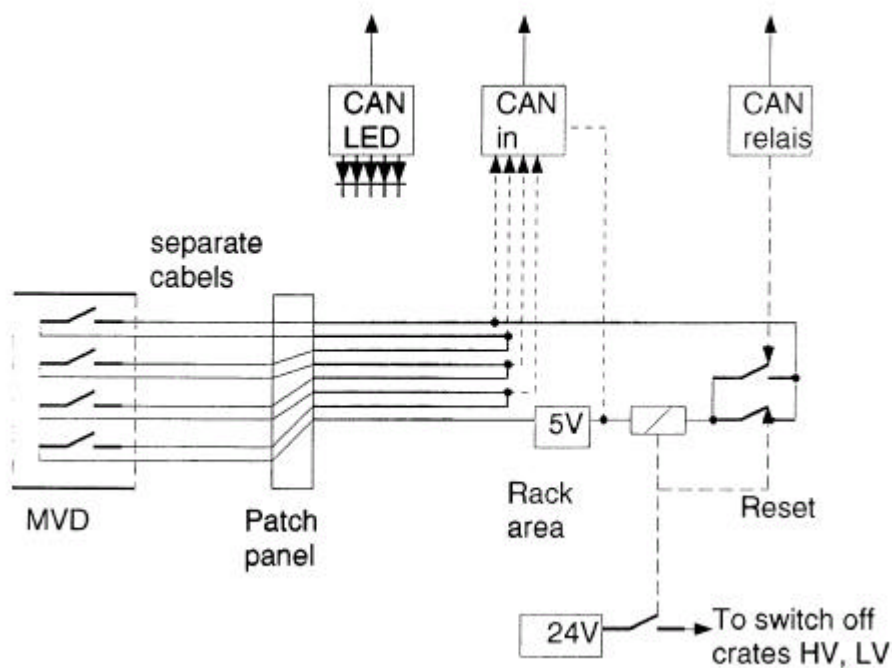 CAN
LED
CAN
in
CAN
relais
separate
cabels
5V
MVD
Patch
panel
Rack
area
Reset
24V
To switch off
crates HV, LV